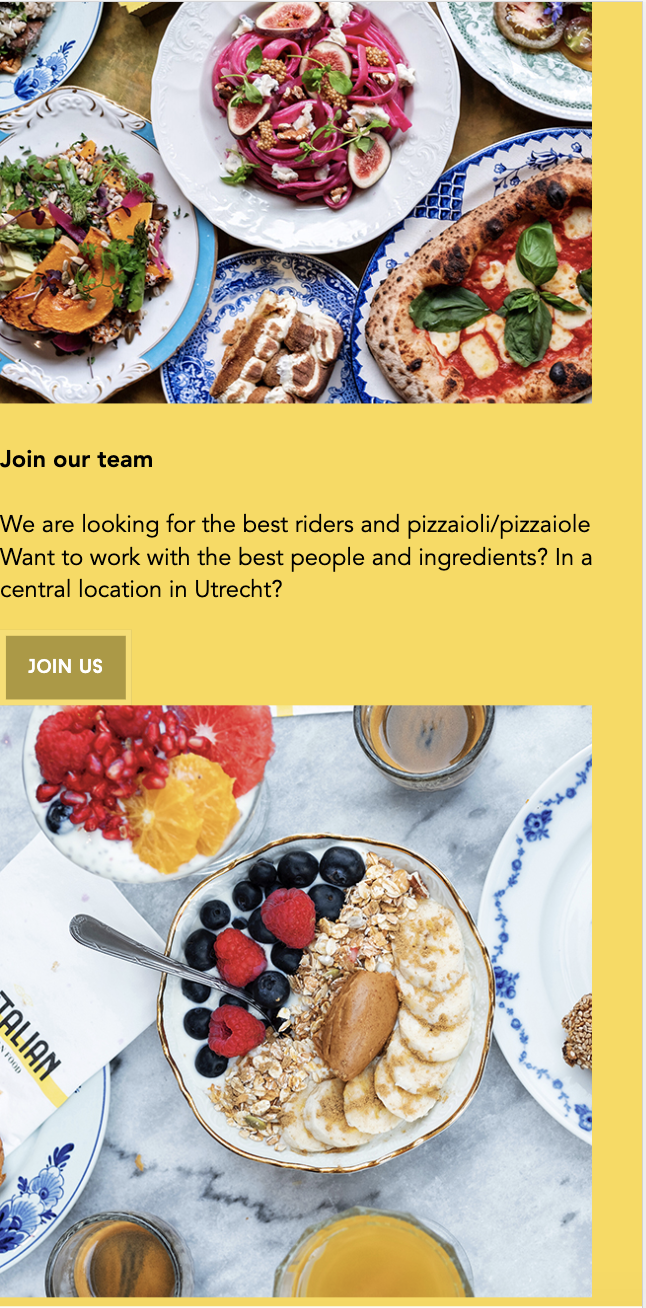 Join our team
We are looking for the best riders and pizzaioli/pizzaiole
Want to work with the best people and ingredients? In a
central location in Utrecht?
JOIN US
TALIAN
FOOD